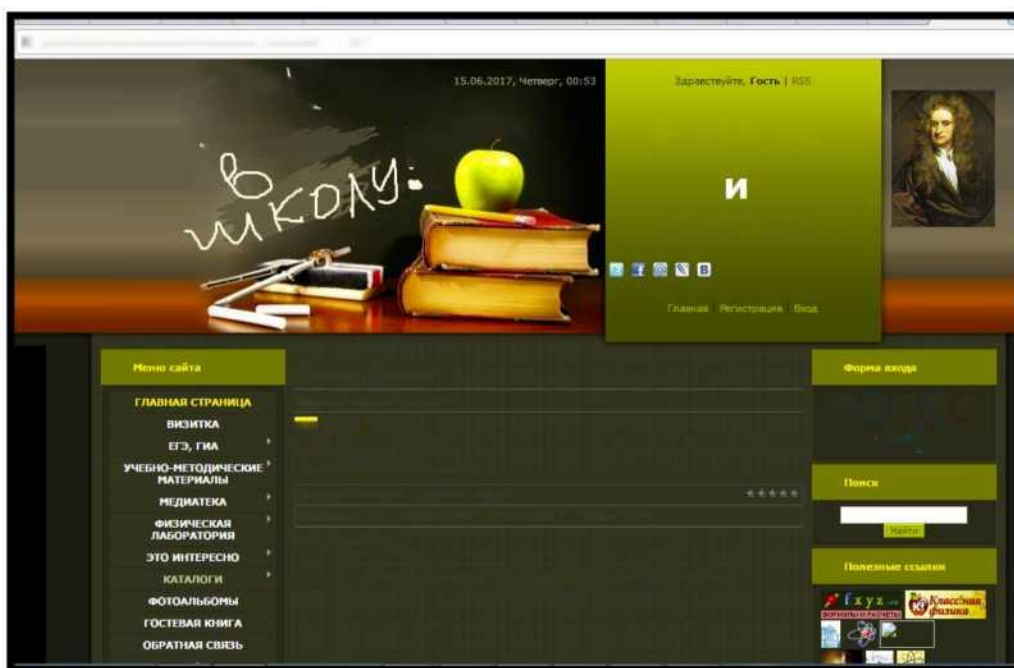 15.06.2017, Четверг, 00:53
Здравствуйте, Гость | RSS
в
школу:
и
Главная | Регистрация | Вход
Меню сайта
ГЛАВНАЯ СТРАНИЦА
ВИЗИТКА
ЕГЭ, ГИА
УЧЕБНО-МЕТОДИЧЕСКИЕ
МАТЕРИАЛЫ
МЕДИАТЕКА
ФИЗИЧЕСКАЯ
ЛАБОРАТОРИЯ
ЭТО ИНТЕРЕСНО
КАТАЛОГИ
ФОТОАЛЬБОМЫ
ГОСТЕВАЯ КНИГА
ОБРАТНАЯ СВЯЗЬ
Форма входа
Поиск
Найти
Полезные ссылки
fxyz
ФОРМУЛЫ И РАСЧЕТЫ
Классная
физика